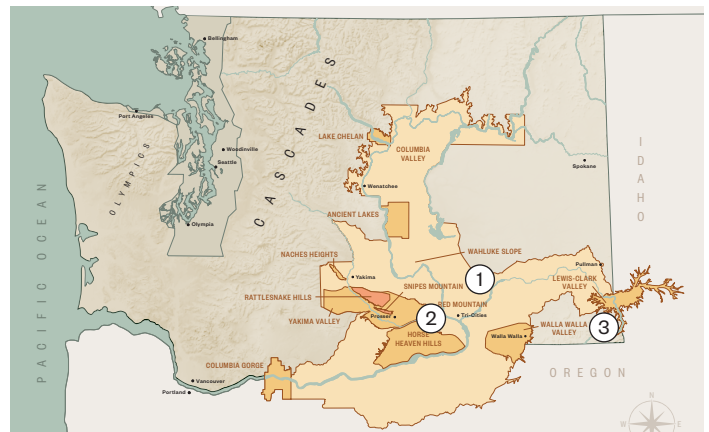 Bellingham
Port Angeles
OLYMPICS
Woodinville
Seattle
Olympia
CASCADES
PACIFIC OCEAN
LAKE CHELAN
COLUMBIA
VALLEY
Wenatchee
Spokane
IDAHO
ANCIENT LAKES
WAHLUKE SLOPE
NACHES HEIGHTS
Yakima
1
Pullman
LEWIS-CLARK
VALLEY
SNIPES MOUNTAIN
RATTLESNAKE HILLS
RED MOUNTAIN
YAKIMA VALLEY
Prosser
2
Tri-Cities
HORSE
HEAVEN HILLS
WALLA WALLA
VALLEY
3
Walla Walla
COLUMBIA GORGE
Vancouver
Portland
OREGON
N
W
E